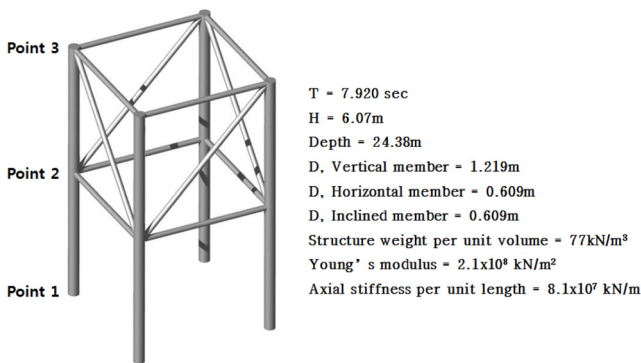 Point 3
Point 2
Point 1
T = 7.920 sec
H = 6.07m
Depth = 24.38m
D, Vertical member = 1.219m
D, Horizontal member = 0.609m
D, Inclined member = 0.609m
Structure weight per unit volume = 77kN/m³
Young's modulus = 2.1x10⁸ kN/m²
Axial stiffness per unit length = 8.1x10⁷ kN/m